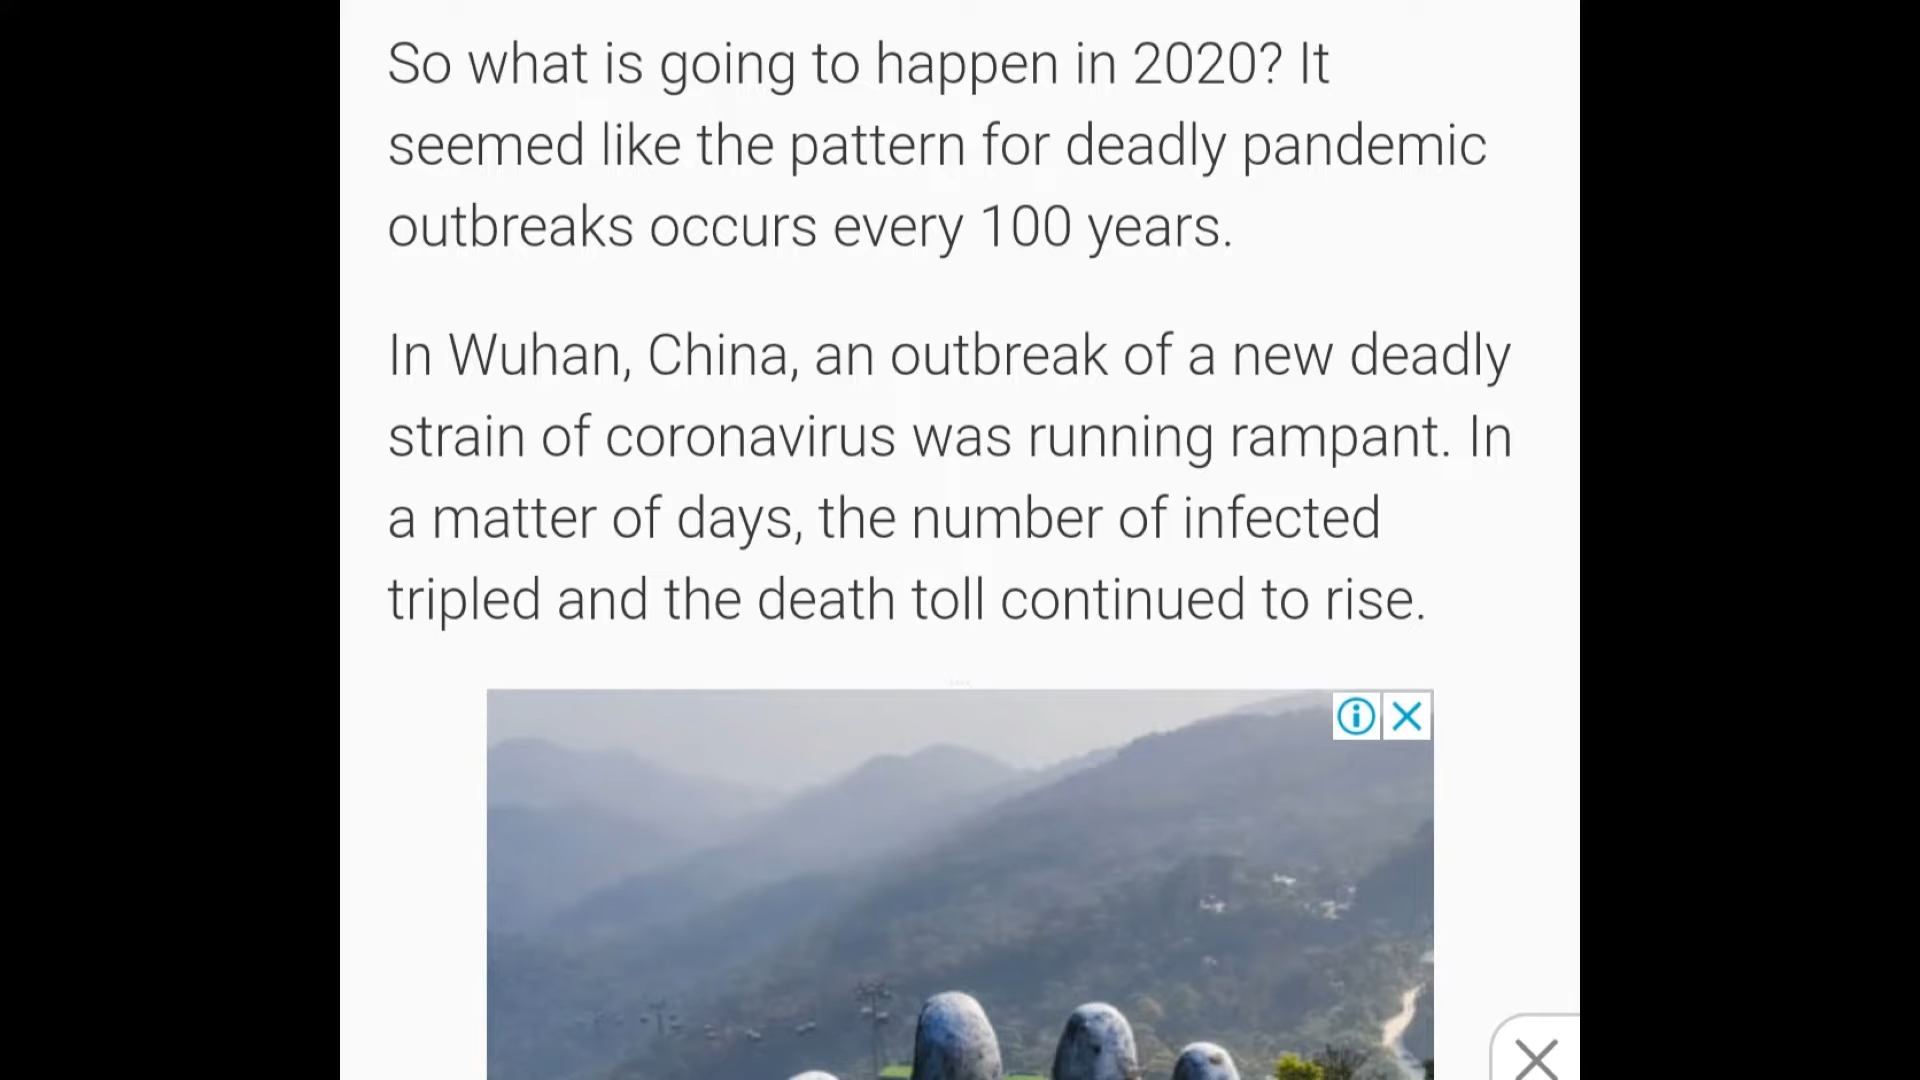 So what is going to happen in 2020? It
seemed like the pattern for deadly pandemic
outbreaks occurs every 100 years.
In Wuhan, China, an outbreak of a new deadly
strain of coronavirus was running rampant. In
a matter of days, the number of infected
tripled and the death toll continued to rise.